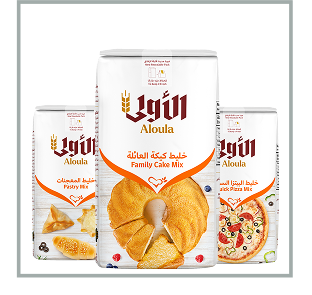 الأولى
Aloula
خليط كيكة العائلة
Family Cake Mix
الأولى
Aloula
خليط المعجنات
Pastry Mix
الأولى
Aloula
خليط البيتزا
Pizza Mix